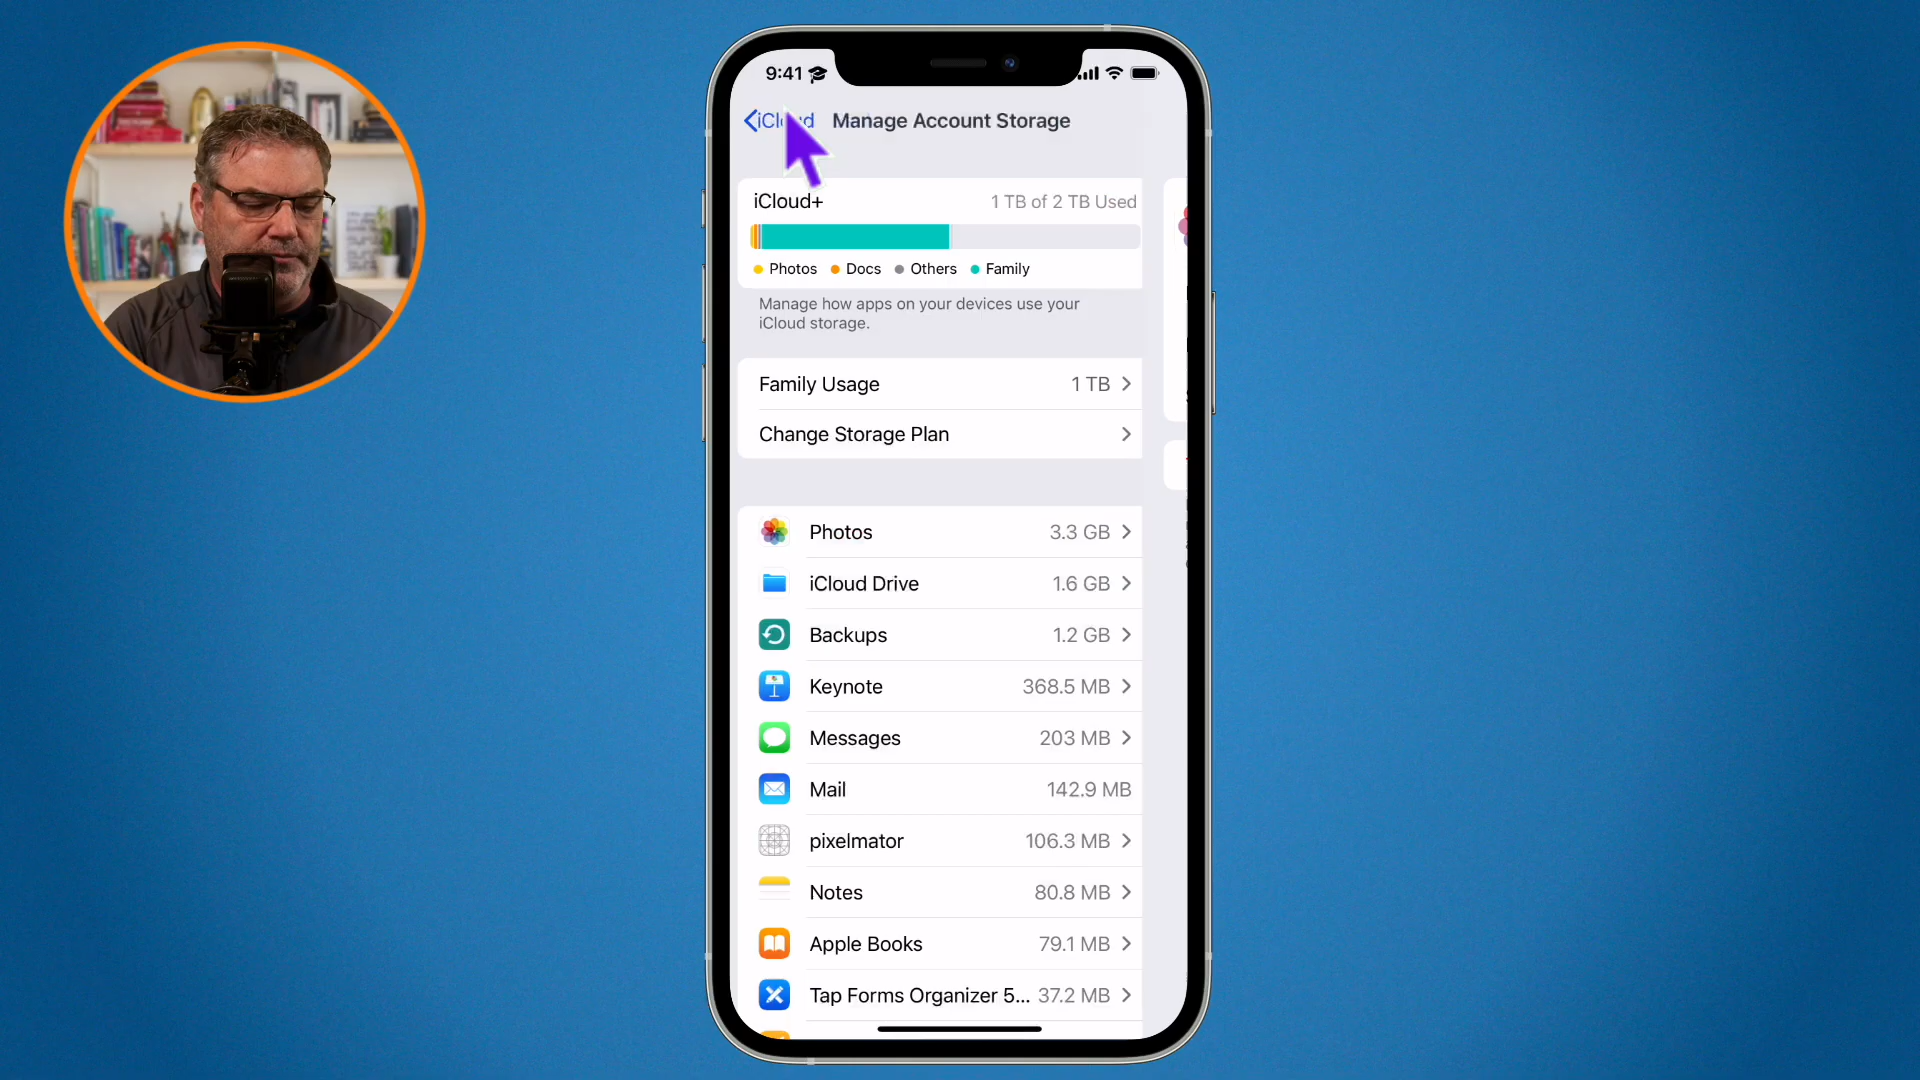 9:41
iCloud Manage Account Storage
iCloud+ 1 TB of 2 TB Used
Photos Docs Others Family
Manage how apps on your devices use your
iCloud storage.
Family Usage 1 TB
Change Storage Plan
Photos 3.3 GB
iCloud Drive 1.6 GB
Backups 1.2 GB
Keynote 368.5 MB
Messages 203 MB
Mail 142.9 MB
pixelmator 106.3 MB
Notes 80.8 MB
Apple Books 79.1 MB
Tap Forms Organizer 5... 37.2 MB